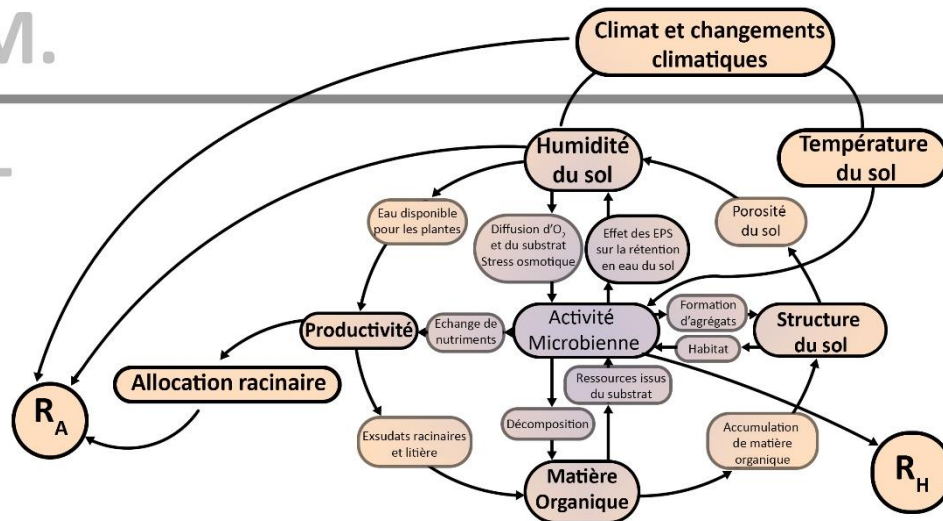 M.
Climat et changements
climatiques
Humidité
du sol
Température
du sol
Eau disponible
pour les plantes
Diffusion d'O₂
et du substrat
Stress osmotique
Effet des EPS
sur la rétention
en eau du sol
Porosité
du sol
Productivité
Echange de
nutriments
Activité
Microbienne
Formation
d'agrégats
Habitat
Structure
du sol
Allocation racinaire
Ressources issus
du substrat
R_A
Exsudats racinaires
et litière
Décomposition
Accumulation
de matière
organique
Matière
Organique
R_H